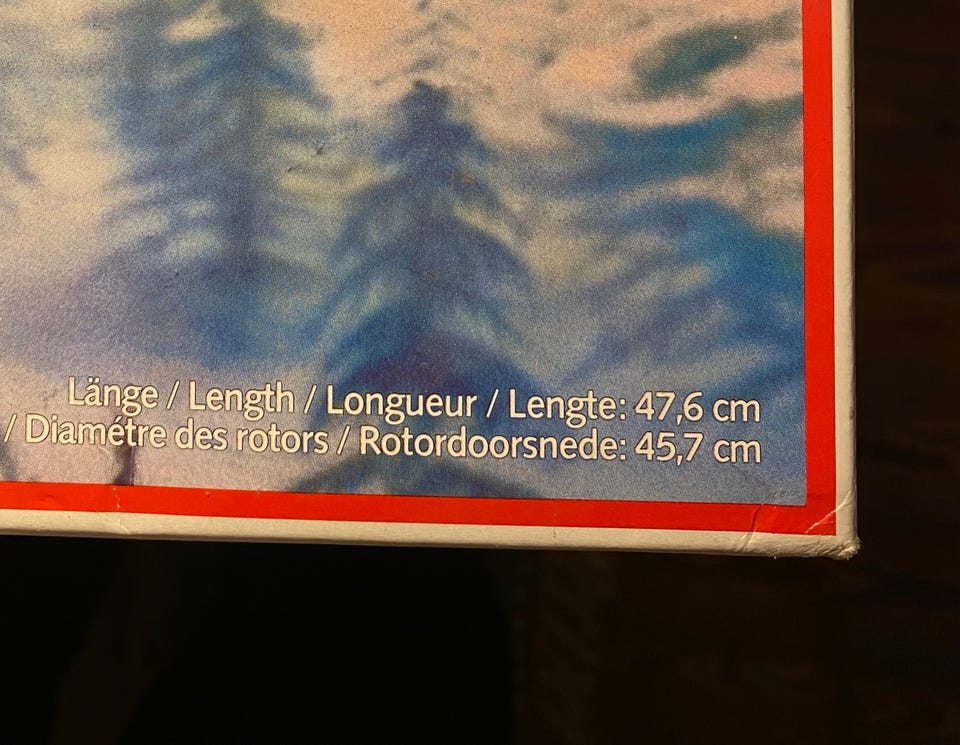 Länge / Length / Longueur / Lengte: 47,6 cm
/ Diamétre des rotors / Rotordoorsnede: 45,7 cm